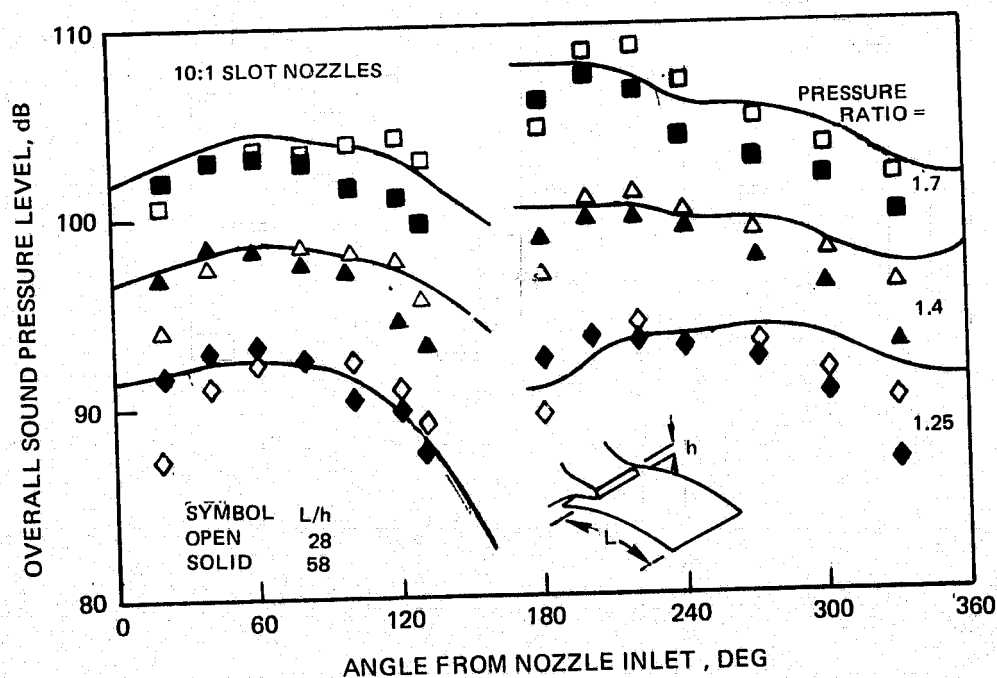 110
10:1 SLOT NOZZLES
PRESSURE
RATIO =
1.7
100
1.4
90
1.25
h
L
SYMBOL L/h
OPEN 28
SOLID 58
80
0 60 120 180 240 300 360
ANGLE FROM NOZZLE INLET , DEG
OVERALL SOUND PRESSURE LEVEL, dB